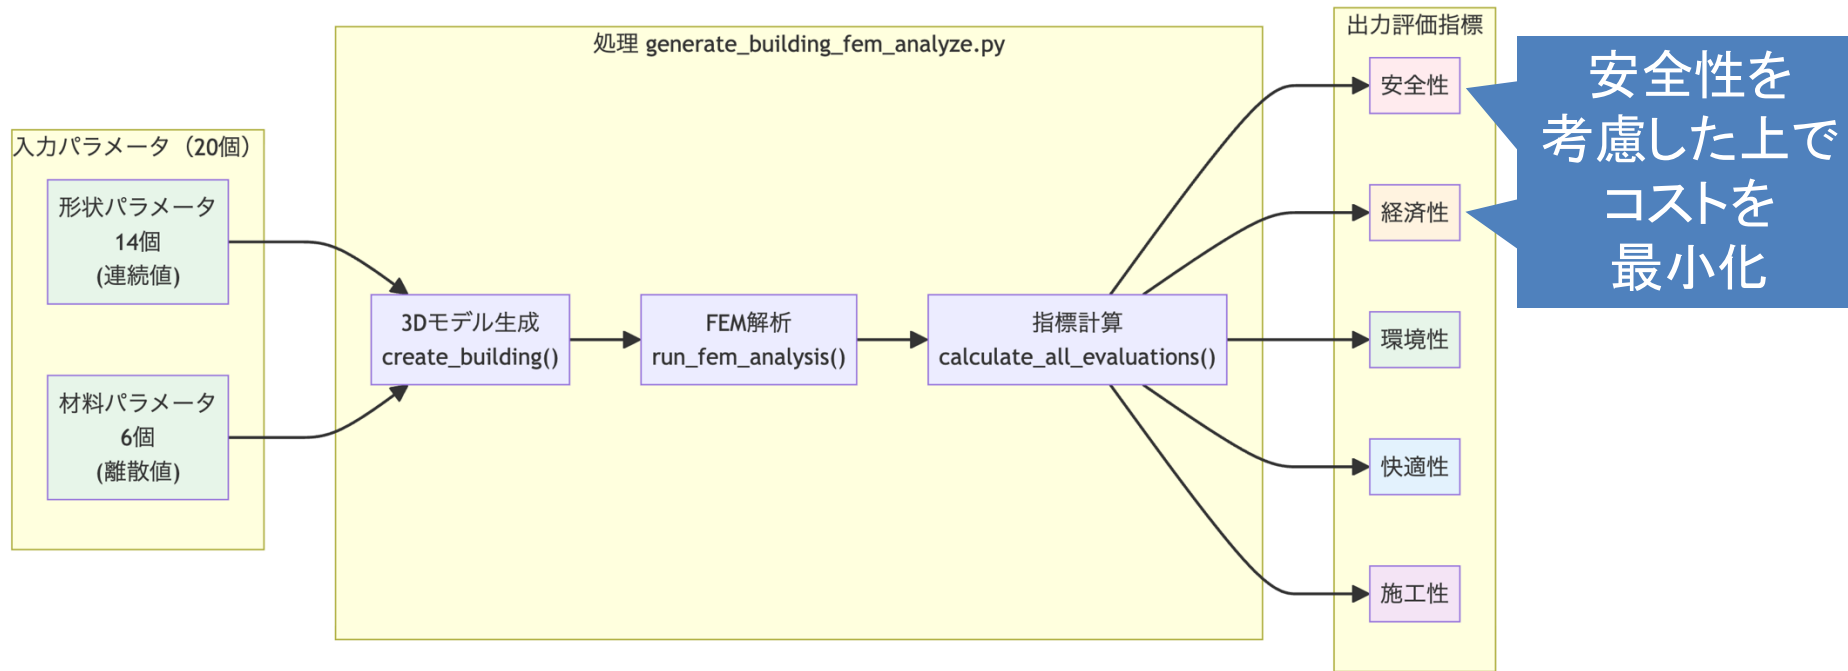 入力パラメータ（20個）
形状パラメータ
14個
(連続値)
材料パラメータ
6個
(離散値)
処理 generate_building_fem_analyze.py
3Dモデル生成
create_building()
FEM解析
run_fem_analysis()
指標計算
calculate_all_evaluations()
出力評価指標
安全性
経済性
環境性
快適性
施工性
安全性を
考慮した上で
コストを
最小化